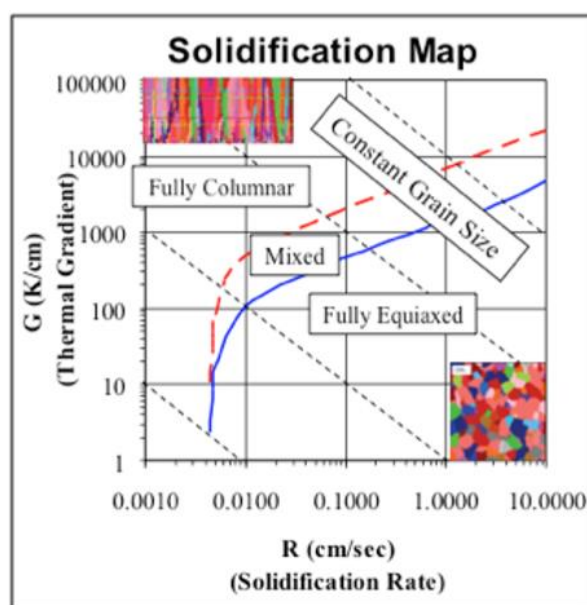 Solidification Map
G (K/cm)
(Thermal Gradient)
100000
10000
1000
100
10
1
Fully Columnar
Constant Grain Size
Mixed
Fully Equiaxed
0.0010
0.0100
0.1000
1.0000
10.0000
R (cm/sec)
(Solidification Rate)